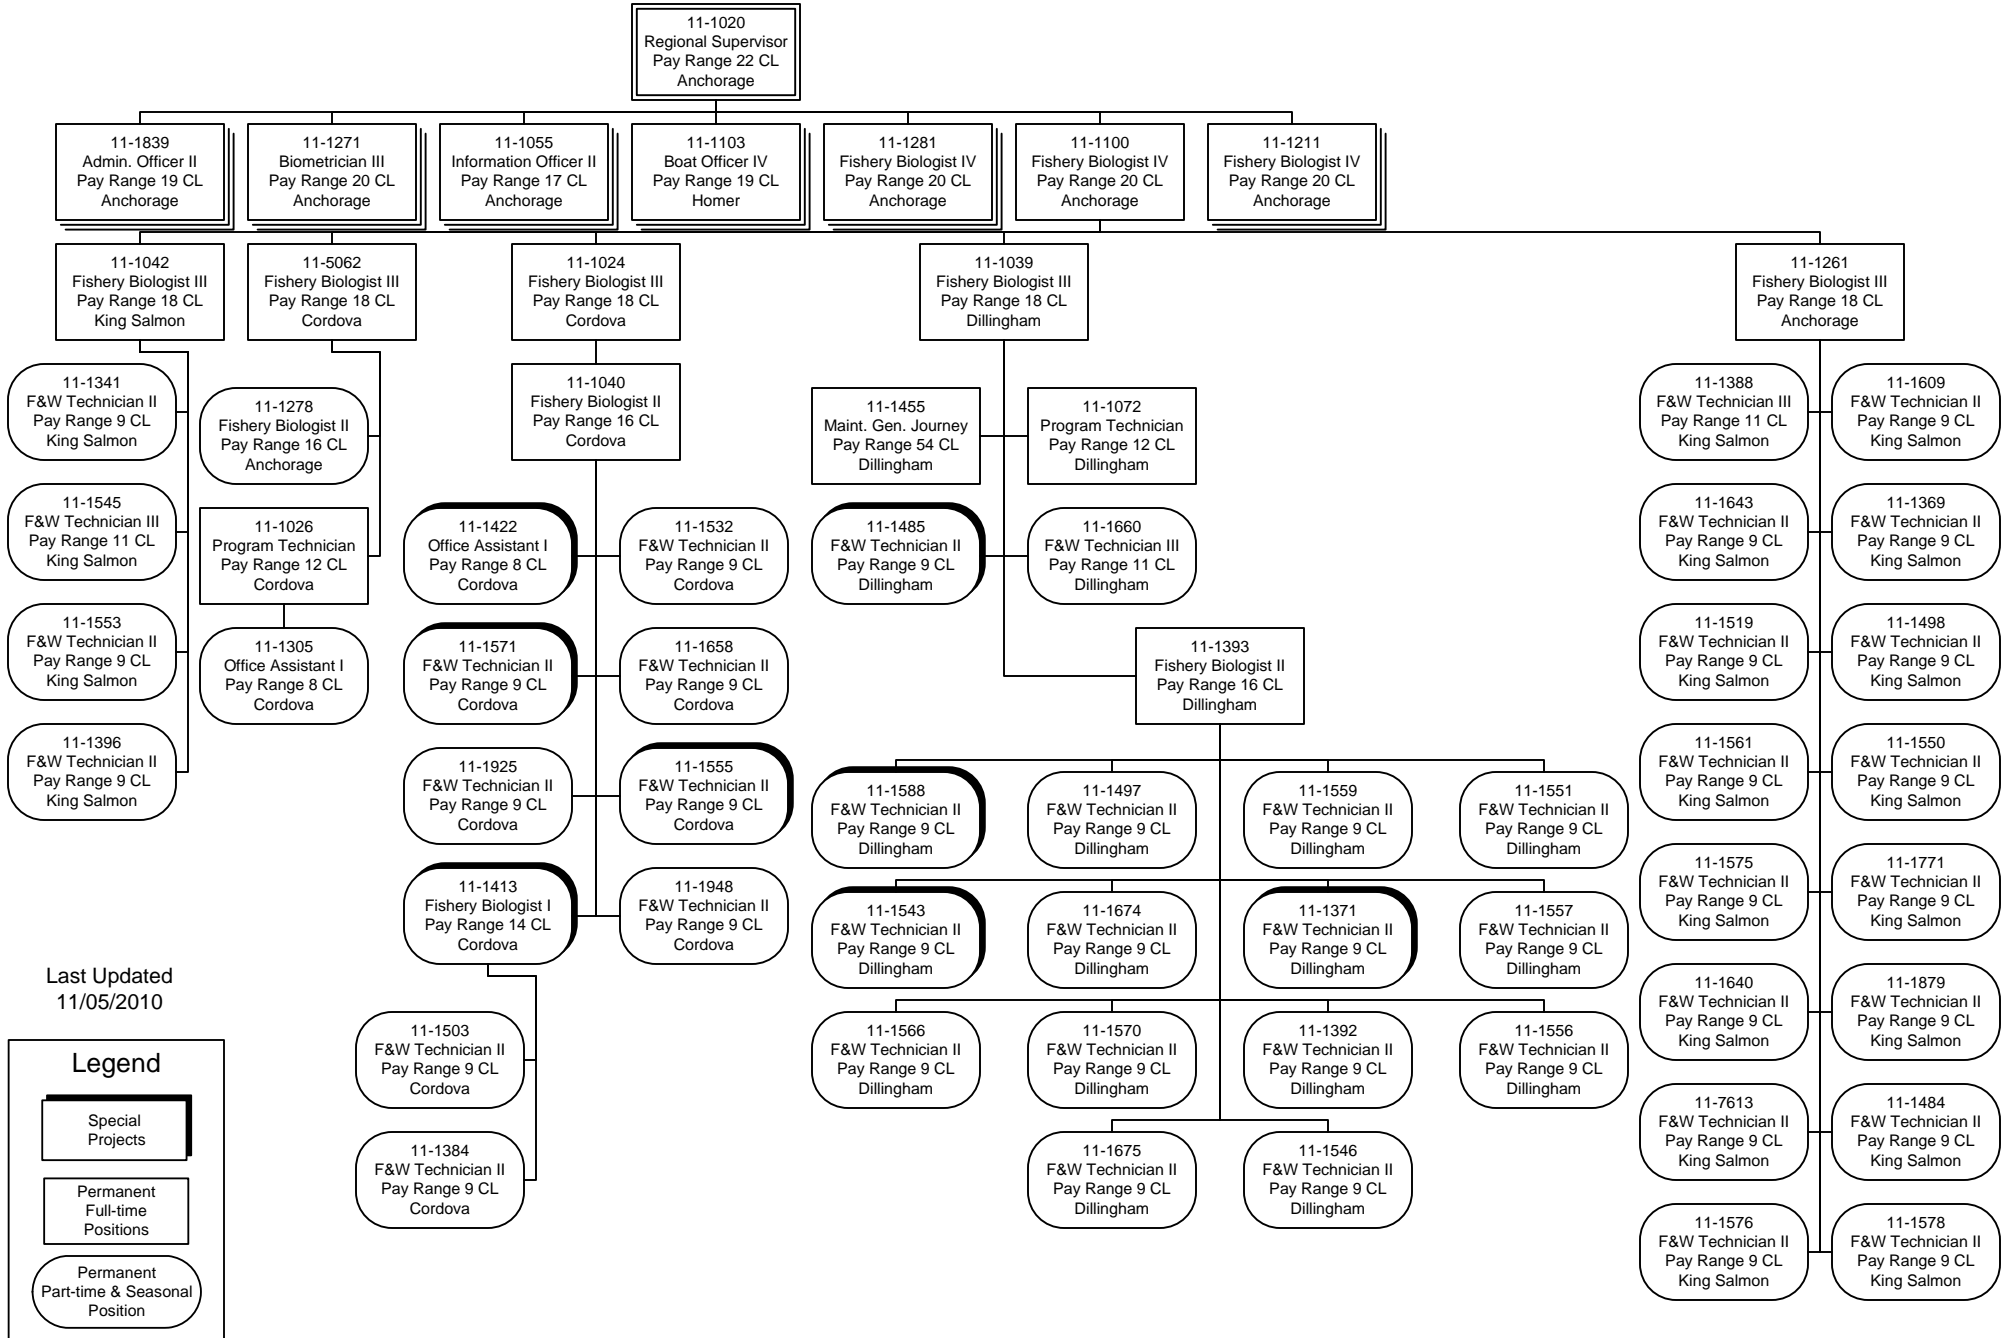 11-1020
Regional Supervisor
Pay Range 22 CL
Anchorage
11-1839
Admin. Officer II
Pay Range 19 CL
Anchorage
11-1271
Biometrician III
Pay Range 20 CL
Anchorage
11-1055
Information Officer II
Pay Range 17 CL
Anchorage
11-1103
Boat Officer IV
Pay Range 19 CL
Homer
11-1281
Fishery Biologist IV
Pay Range 20 CL
Anchorage
11-1100
Fishery Biologist IV
Pay Range 20 CL
Anchorage
11-1211
Fishery Biologist IV
Pay Range 20 CL
Anchorage
11-1042
Fishery Biologist III
Pay Range 18 CL
King Salmon
11-5062
Fishery Biologist III
Pay Range 18 CL
Cordova
11-1024
Fishery Biologist III
Pay Range 18 CL
Cordova
11-1039
Fishery Biologist III
Pay Range 18 CL
Dillingham
11-1261
Fishery Biologist III
Pay Range 18 CL
Anchorage
11-1341
F&W Technician II
Pay Range 9 CL
King Salmon
11-1545
F&W Technician III
Pay Range 11 CL
King Salmon
11-1553
F&W Technician II
Pay Range 9 CL
King Salmon
11-1396
F&W Technician II
Pay Range 9 CL
King Salmon
11-1278
Fishery Biologist II
Pay Range 16 CL
Anchorage
11-1026
Program Technician
Pay Range 12 CL
Cordova
11-1305
Office Assistant I
Pay Range 8 CL
Cordova
11-1040
Fishery Biologist II
Pay Range 16 CL
Cordova
11-1422
Office Assistant I
Pay Range 8 CL
Cordova
11-1532
F&W Technician II
Pay Range 9 CL
Cordova
11-1571
F&W Technician II
Pay Range 9 CL
Cordova
11-1658
F&W Technician II
Pay Range 9 CL
Cordova
11-1925
F&W Technician II
Pay Range 9 CL
Cordova
11-1555
F&W Technician II
Pay Range 9 CL
Cordova
11-1413
Fishery Biologist I
Pay Range 14 CL
Cordova
11-1948
F&W Technician II
Pay Range 9 CL
Cordova
11-1503
F&W Technician II
Pay Range 9 CL
Cordova
11-1384
F&W Technician II
Pay Range 9 CL
Cordova
11-1455
Maint. Gen. Journey
Pay Range 54 CL
Dillingham
11-1072
Program Technician
Pay Range 12 CL
Dillingham
11-1485
F&W Technician II
Pay Range 9 CL
Dillingham
11-1660
F&W Technician III
Pay Range 11 CL
Dillingham
11-1393
Fishery Biologist II
Pay Range 16 CL
Dillingham
11-1588
F&W Technician II
Pay Range 9 CL
Dillingham
11-1497
F&W Technician II
Pay Range 9 CL
Dillingham
11-1559
F&W Technician II
Pay Range 9 CL
Dillingham
11-1551
F&W Technician II
Pay Range 9 CL
Dillingham
11-1543
F&W Technician II
Pay Range 9 CL
Dillingham
11-1674
F&W Technician II
Pay Range 9 CL
Dillingham
11-1371
F&W Technician II
Pay Range 9 CL
Dillingham
11-1557
F&W Technician II
Pay Range 9 CL
Dillingham
11-1566
F&W Technician II
Pay Range 9 CL
Dillingham
11-1570
F&W Technician II
Pay Range 9 CL
Dillingham
11-1392
F&W Technician II
Pay Range 9 CL
Dillingham
11-1556
F&W Technician II
Pay Range 9 CL
Dillingham
11-1675
F&W Technician II
Pay Range 9 CL
Dillingham
11-1546
F&W Technician II
Pay Range 9 CL
Dillingham
11-1388
F&W Technician III
Pay Range 11 CL
King Salmon
11-1609
F&W Technician II
Pay Range 9 CL
King Salmon
11-1643
F&W Technician II
Pay Range 9 CL
King Salmon
11-1369
F&W Technician II
Pay Range 9 CL
King Salmon
11-1519
F&W Technician II
Pay Range 9 CL
King Salmon
11-1498
F&W Technician II
Pay Range 9 CL
King Salmon
11-1561
F&W Technician II
Pay Range 9 CL
King Salmon
11-1550
F&W Technician II
Pay Range 9 CL
King Salmon
11-1575
F&W Technician II
Pay Range 9 CL
King Salmon
11-1771
F&W Technician II
Pay Range 9 CL
King Salmon
11-1640
F&W Technician II
Pay Range 9 CL
King Salmon
11-1879
F&W Technician II
Pay Range 9 CL
King Salmon
11-7613
F&W Technician II
Pay Range 9 CL
King Salmon
11-1484
F&W Technician II
Pay Range 9 CL
King Salmon
11-1576
F&W Technician II
Pay Range 9 CL
King Salmon
11-1578
F&W Technician II
Pay Range 9 CL
King Salmon
Last Updated
11/05/2010
Legend
Special
Projects
Permanent
Full-time
Positions
Permanent
Part-time & Seasonal
Position